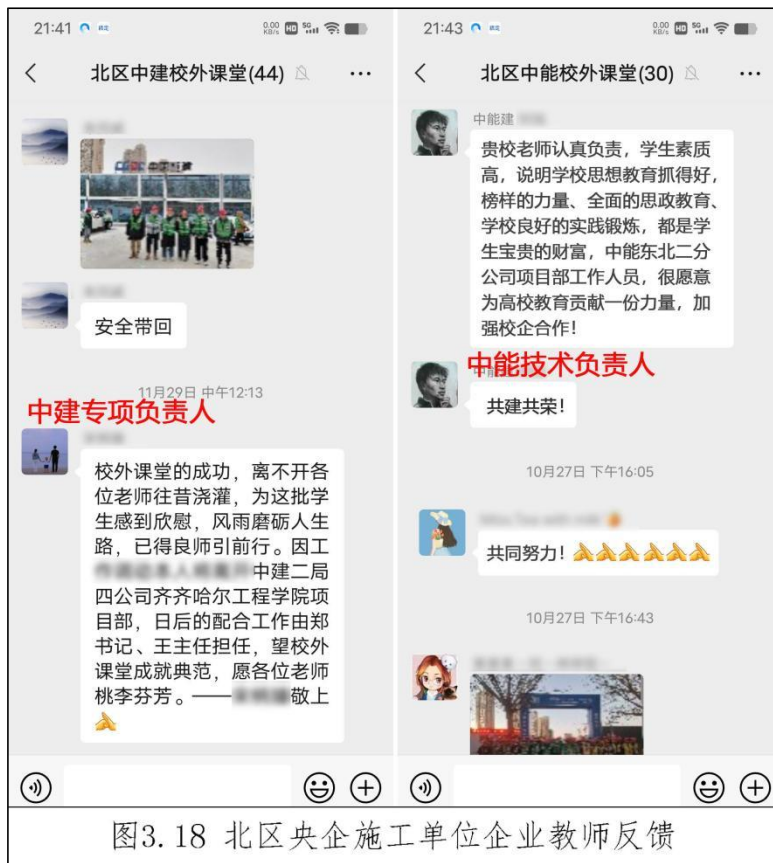 21:41
0.00 KB/s HD 5G
北区中建校外课堂(44)
安全带回
11月29日 中午12:13
中建专项负责人
校外课堂的成功，离不开各
位老师往昔浇灌，为这批学
生感到欣慰，风雨磨砺人生
路，已得良师引前行。因工
中建二局
四公司齐齐哈尔工程学院项
目部，日后的配合工作由郑
书记、王主任担任，望校外
课堂成就典范，愿各位老师
桃李芬芳。——
敬上
21:43
0.00 KB/s HD 5G
北区中能校外课堂(30)
中能建
贵校老师认真负责，学生素质
高，说明学校思想教育抓得好，
榜样的力量、全面的思政教育、
学校良好的实践锻炼，都是学
生宝贵的财富，中能东北二分
公司项目部工作人员，很愿意
为高校教育贡献一份力量，加
强校企合作！
中能技术负责人
共建共荣！
10月27日 下午16:05
共同努力！
10月27日 下午16:43
图3.18 北区央企施工单位企业教师反馈